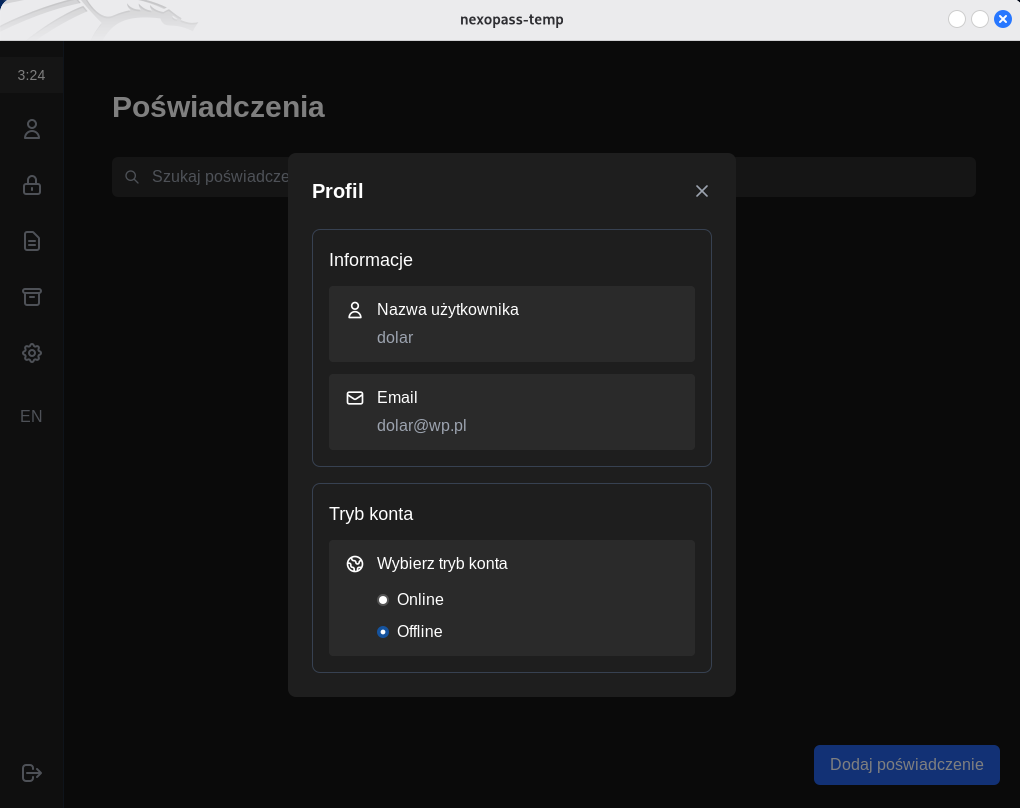 nexopass-temp
3:24
Poświadczenia
Szukaj poświadcze
Profil
Informacje
Nazwa użytkownika
dolar
Email
dolar@wp.pl
Tryb konta
Wybierz tryb konta
Online
Offline
EN
Dodaj poświadczenie